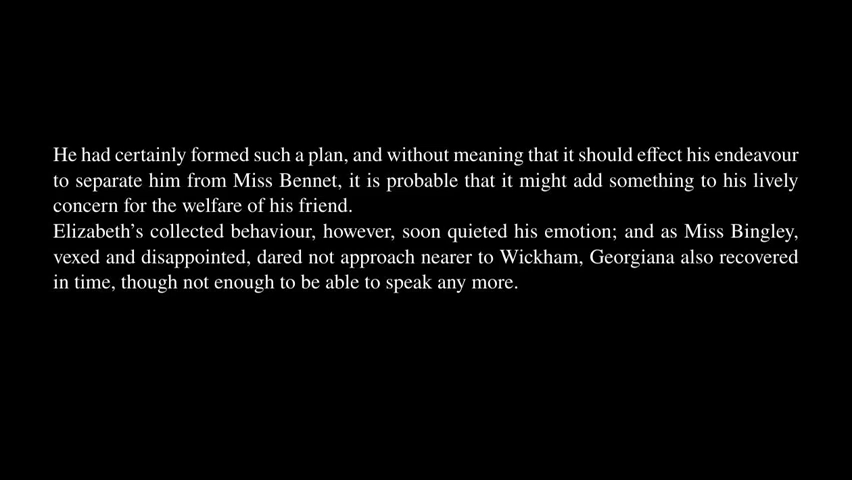 He had certainly formed such a plan, and without meaning that it should effect his endeavour
to separate him from Miss Bennet, it is probable that it might add something to his lively
concern for the welfare of his friend.
Elizabeth’s collected behaviour, however, soon quieted his emotion; and as Miss Bingley,
vexed and disappointed, dared not approach nearer to Wickham, Georgiana also recovered
in time, though not enough to be able to speak any more.